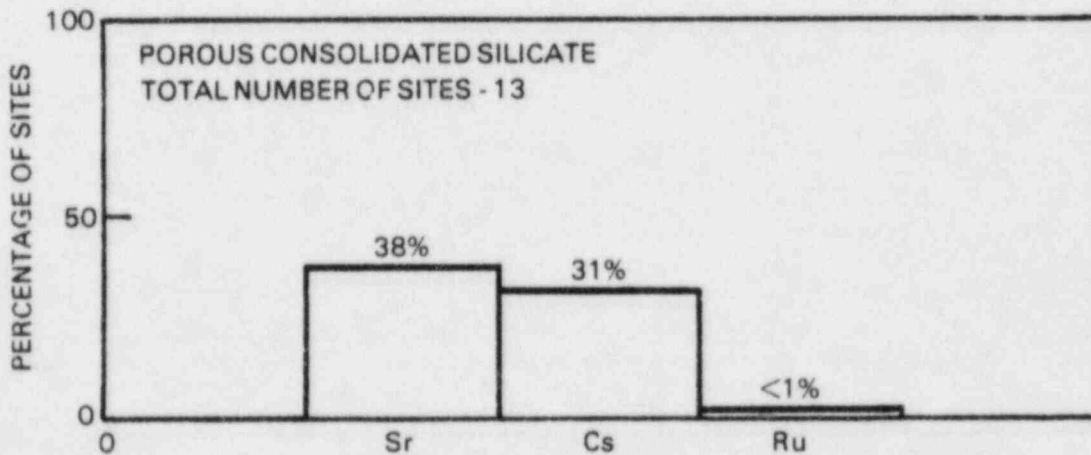 100
POROUS CONSOLIDATED SILICATE
TOTAL NUMBER OF SITES - 13
PERCENTAGE OF SITES
50
38%
31%
<1%
0
O Sr Cs Ru